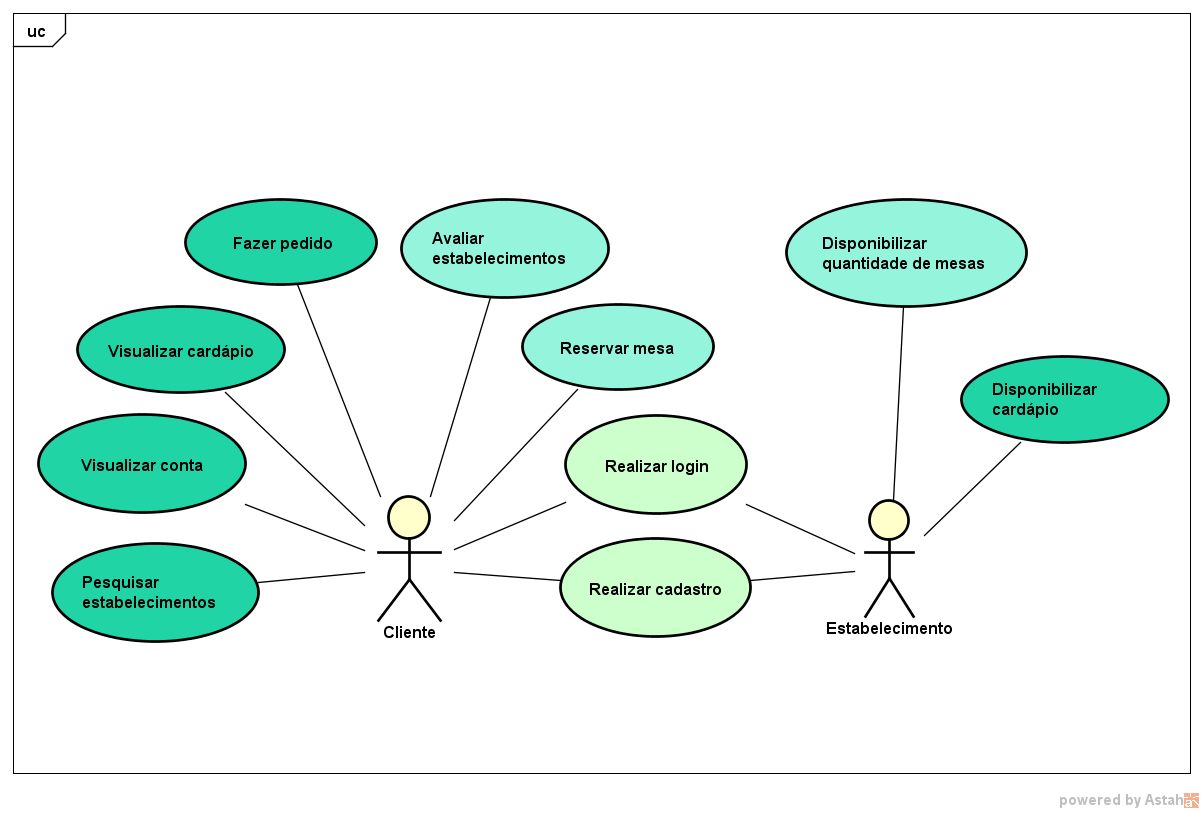 uc
Fazer pedido
Avaliar
estabelecimentos
Disponibilizar
quantidade de mesas
Visualizar cardápio
Reservar mesa
Disponibilizar
cardápio
Visualizar conta
Realizar login
Pesquisar
estabelecimentos
Realizar cadastro
Cliente
Estabelecimento
powered by Astah